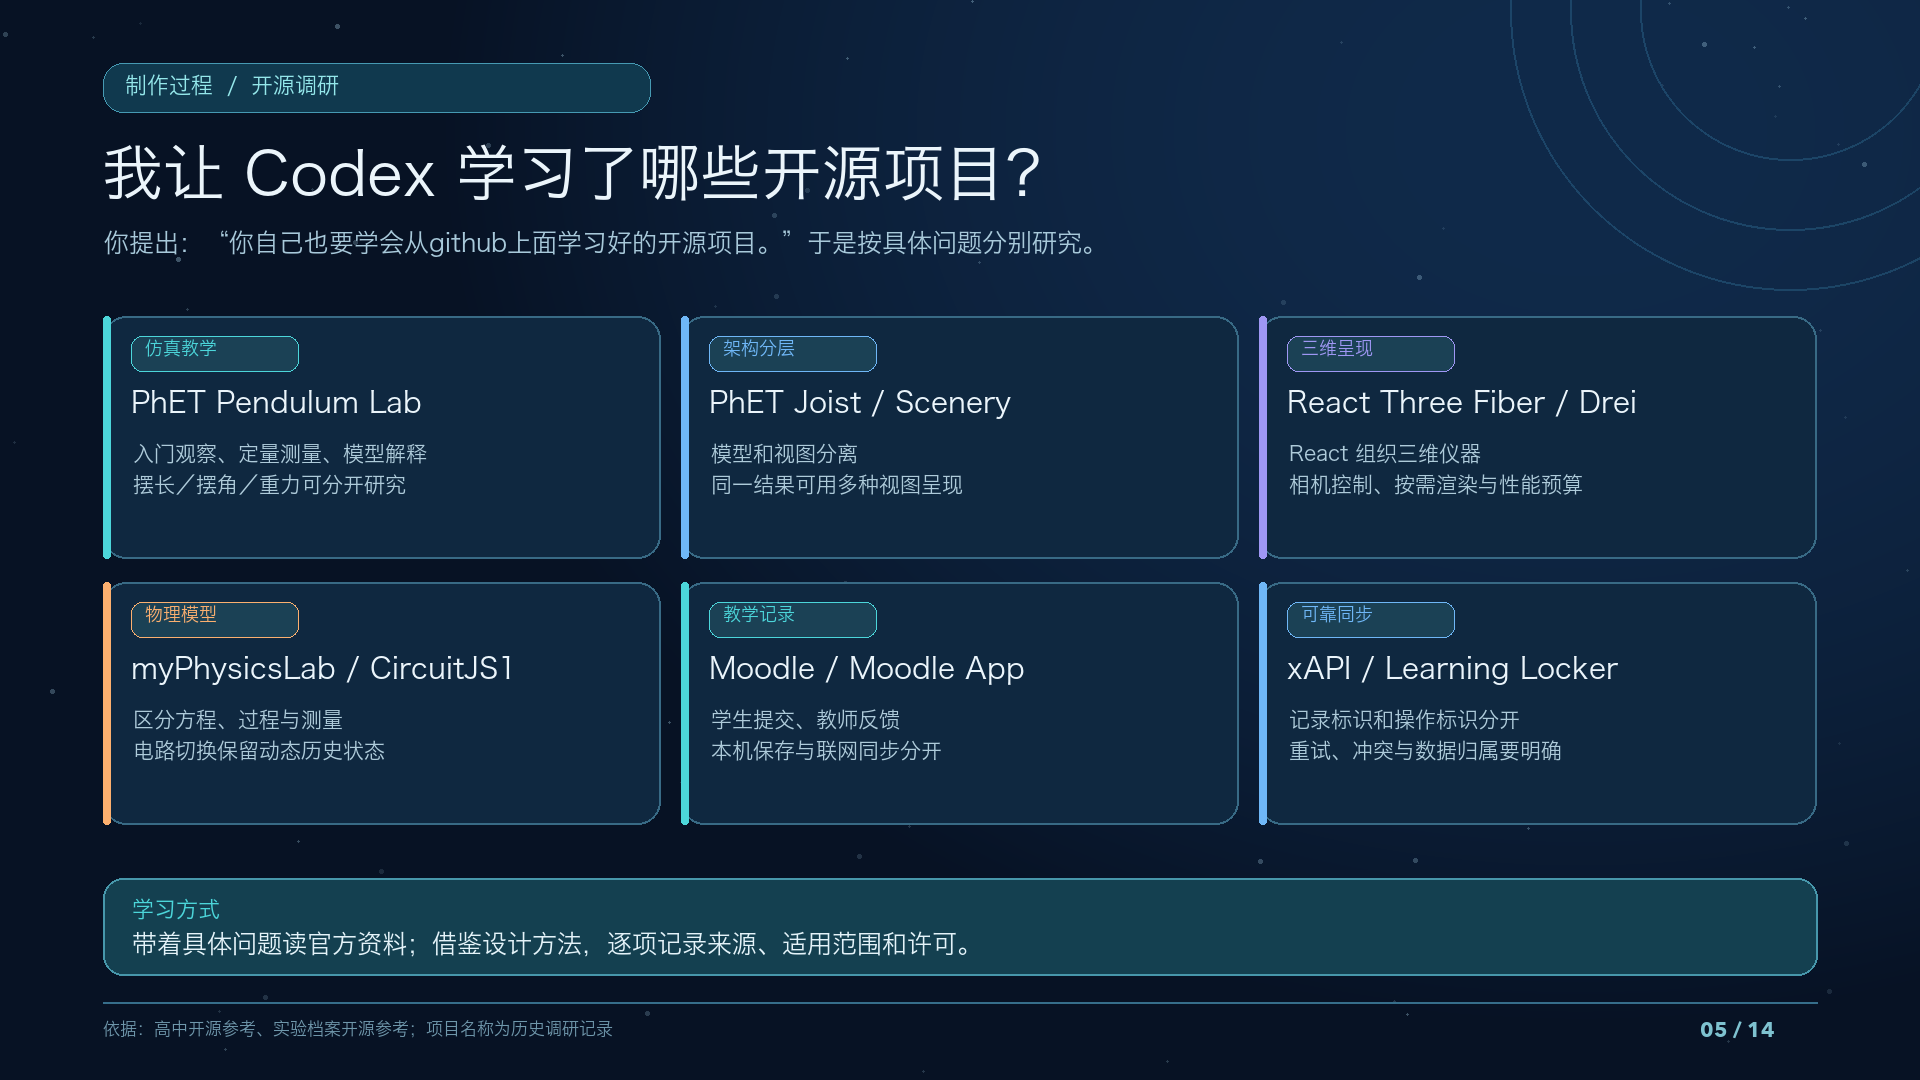 制作过程 / 开源调研
我让 Codex 学习了哪些开源项目？
你提出：“你自己也要学会从github上面学习好的开源项目。”于是按具体问题分别研究。
仿真教学
PhET Pendulum Lab
入门观察、定量测量、模型解释
摆长／摆角／重力可分开研究
架构分层
PhET Joist / Scenery
模型和视图分离
同一结果可用多种视图呈现
三维呈现
React Three Fiber / Drei
React 组织三维仪器
相机控制、按需渲染与性能预算
物理模型
myPhysicsLab / CircuitJS1
区分方程、过程与测量
电路切换保留动态历史状态
教学记录
Moodle / Moodle App
学生提交、教师反馈
本机保存与联网同步分开
可靠同步
xAPI / Learning Locker
记录标识和操作标识分开
重试、冲突与数据归属要明确
学习方式
带着具体问题读官方资料；借鉴设计方法，逐项记录来源、适用范围和许可。
依据：高中开源参考、实验档案开源参考；项目名称为历史调研记录
05 / 14